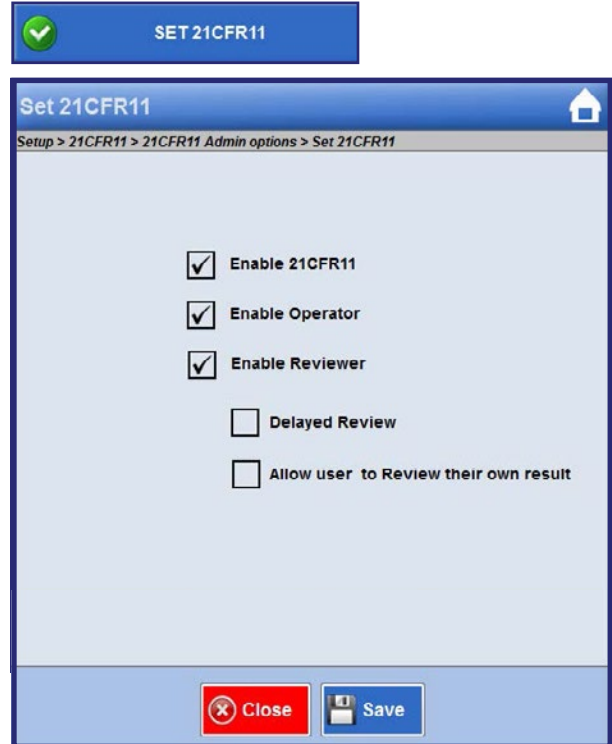 SET 21CFR11
Set 21CFR11
Setup > 21CFR11 > 21CFR11 Admin options > Set 21CFR11
Enable 21CFR11
Enable Operator
Enable Reviewer
Delayed Review
Allow user to Review their own result
Close Save